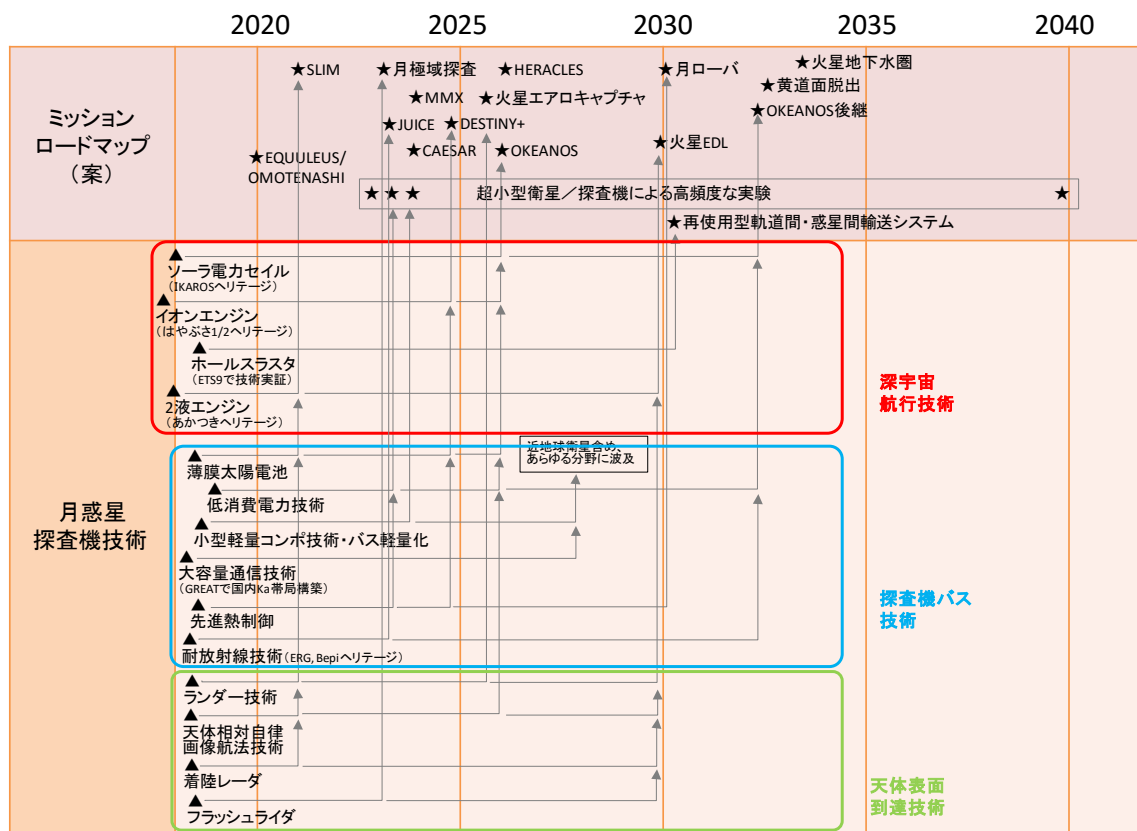 2020 2025 2030 2035 2040
ミッション
ロードマップ
（案）
★SLIM
★月極域探査
★HERACLES
★月ローバ
★火星地下水圏
★MMX
★火星エアロキャプチャ
★黄道面脱出
★JUICE
★DESTINY+
★OKEANOS後継
★CAESAR
★OKEANOS
★火星EDL
★EQUULEUS/
OMOTENASHI
★ ★ ★ 超小型衛星／探査機による高頻度な実験 ★
★再使用型軌道間・惑星間輸送システム
月惑星
探査機技術
▲
ソーラ電力セイル
（IKAROSヘリテージ）
▲
イオンエンジン
（はやぶさ1/2ヘリテージ）
▲
ホールスラスタ
（ETS9で技術実証）
▲
2液エンジン
（あかつきヘリテージ）
深宇宙
航行技術
近地球衛星含め、
あらゆる分野に波及
▲
薄膜太陽電池
▲
低消費電力技術
▲
小型軽量コンポ技術・バス軽量化
▲
大容量通信技術
（GREATで国内Ka帯局構築）
▲
先進熱制御
▲
耐放射線技術（ERG, Bepiヘリテージ）
探査機バス
技術
▲
ランダー技術
▲
天体相対自律
画像航法技術
▲
着陸レーダ
▲
フラッシュライダ
天体表面
到達技術